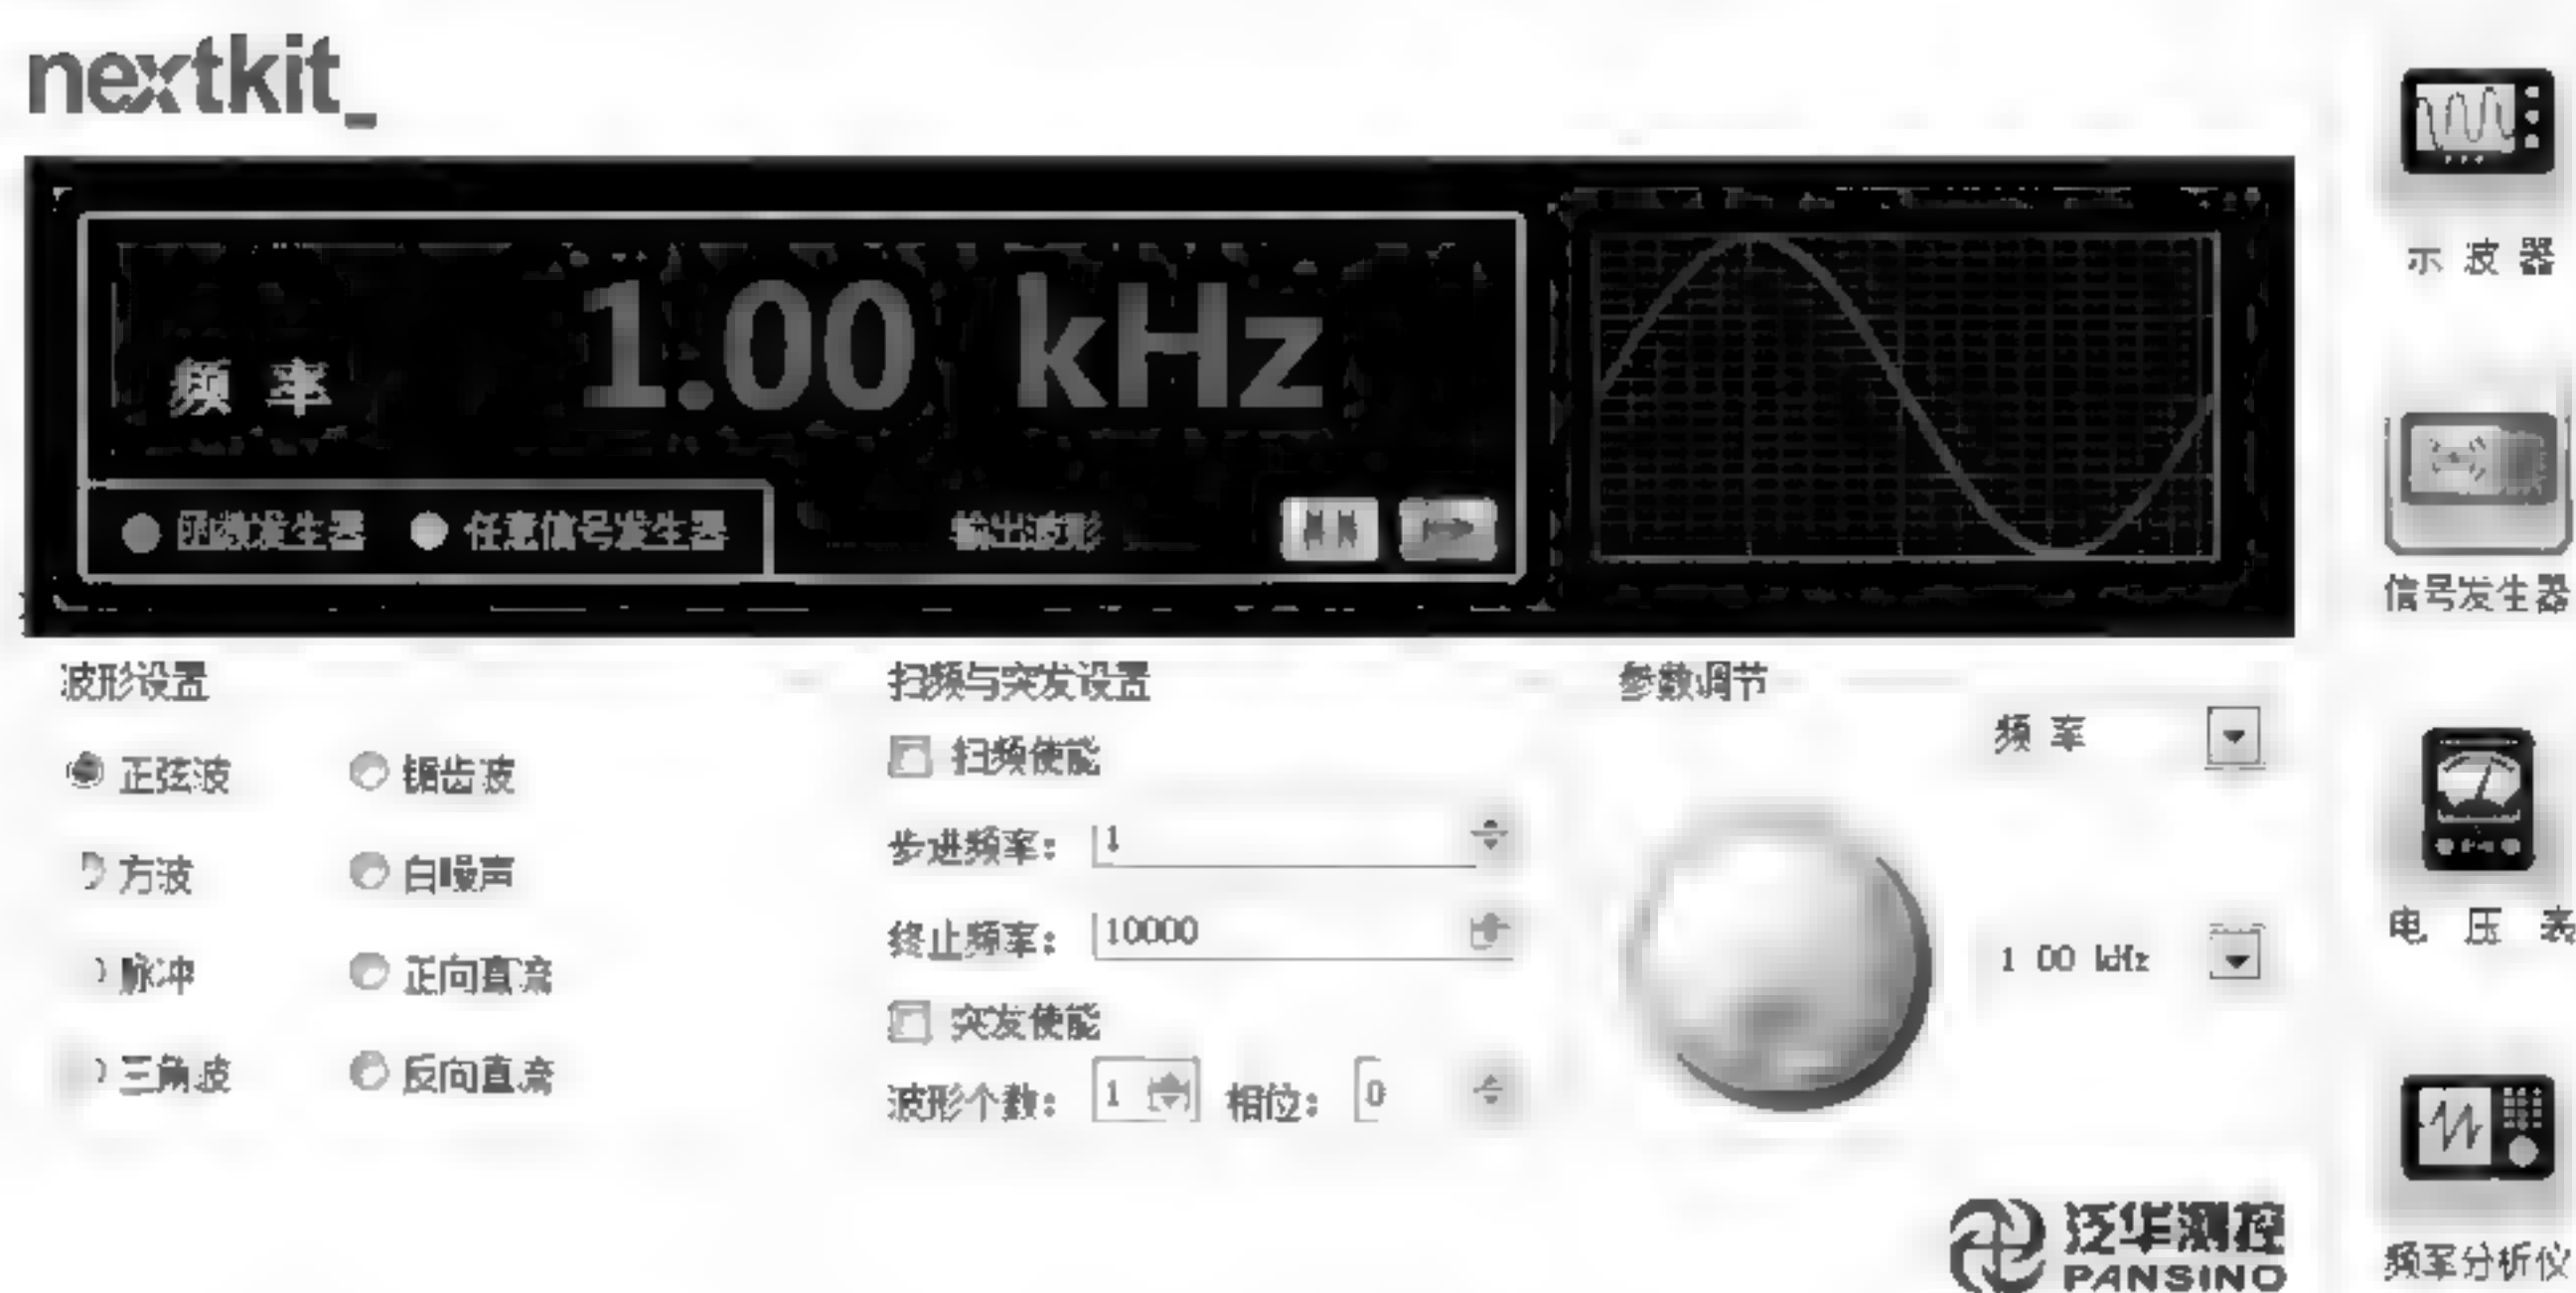 nextkit_
示 波 器
1.00 kHz
频 率
函数发生器 任意信号发生器 输出波形
信号发生器
波形设置 扫频与突发设置 参数调节
频 率
扫频使能
正弦波 锯齿波
步进频率: 1
方波 白噪声
终止频率: 10000
电 压 表
1 00 kHz
脉冲 正向直流
突发使能
三角波 反向直流
波形个数: 1 相位: 0
泛华测控
PANSINO
频率分析仪